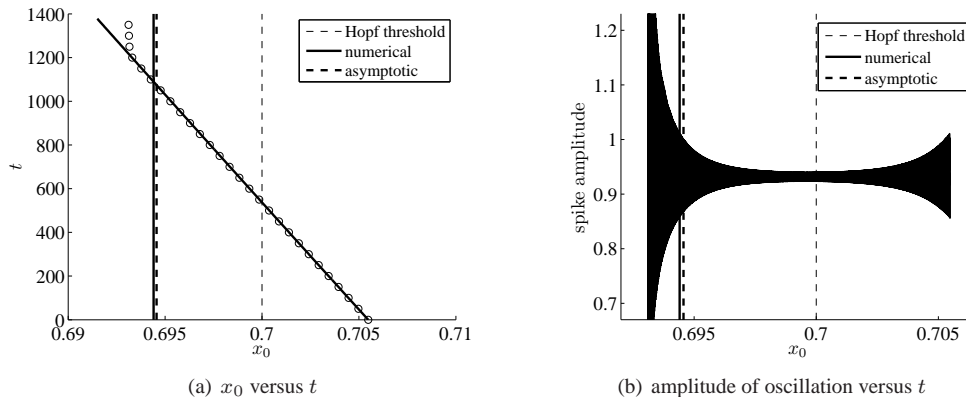 1400
1200
1000
800
600
400
200
0
t
0.69
0.695
0.7
0.705
0.71
x₀
Hopf threshold
numerical
asymptotic
(a) x₀ versus t
1.2
1.1
1
0.9
0.8
0.7
spike amplitude
0.695
0.7
0.705
x₀
Hopf threshold
numerical
asymptotic
(b) amplitude of oscillation versus t